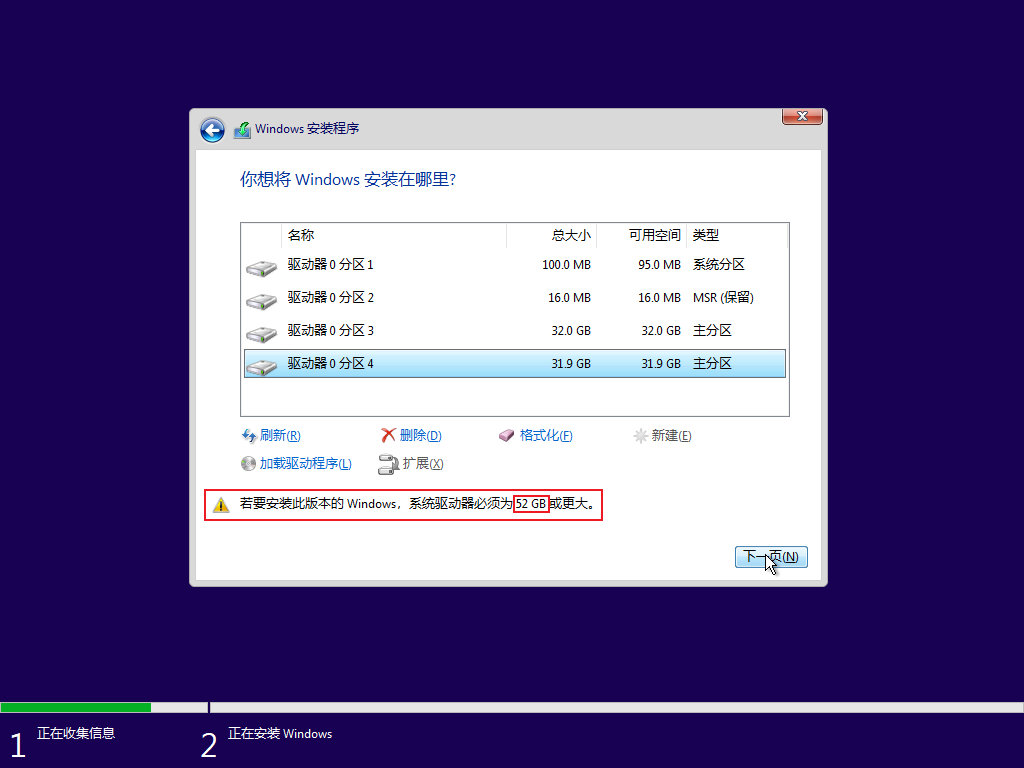 Windows 安装程序
你想将 Windows 安装在哪里?
名称 总大小 可用空间 类型
驱动器 0 分区 1 100.0 MB 95.0 MB 系统分区
驱动器 0 分区 2 16.0 MB 16.0 MB MSR (保留)
驱动器 0 分区 3 32.0 GB 32.0 GB 主分区
驱动器 0 分区 4 31.9 GB 31.9 GB 主分区
刷新(R) 删除(D) 格式化(F) 新建(E)
加载驱动程序(L) 扩展(X)
若要安装此版本的 Windows，系统驱动器必须为 52 GB 或更大。
下一页(N)
1 正在收集信息 2 正在安装 Windows